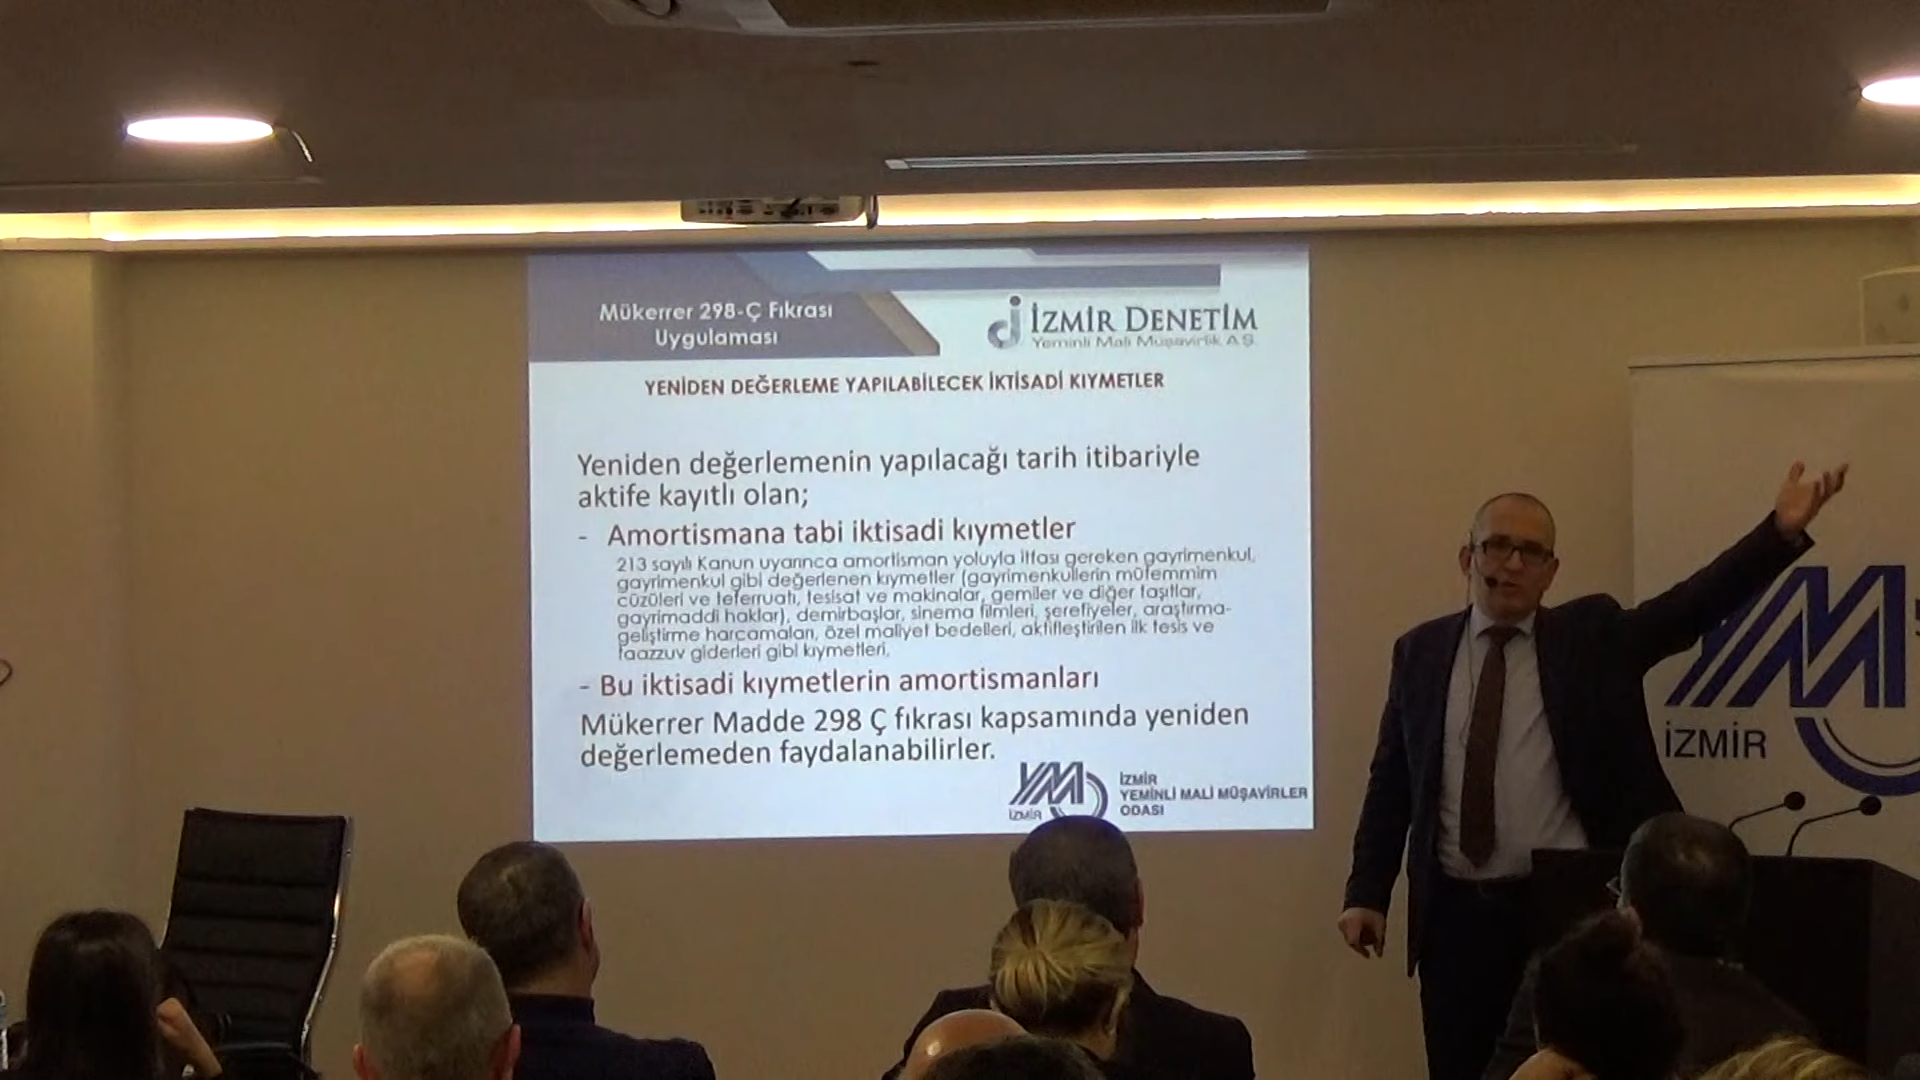 Mükerrer 298-Ç Fıkrası
Uygulaması
İZMİR DENETİM
Yeminli Mali Müşavirlik A.Ş.
YENİDEN DEĞERLEME YAPILABİLECEK İKTİSADİ KIYMETLER
Yeniden değerlemenin yapılacağı tarih itibariyle
aktife kayıtlı olan;
- Amortismana tabi iktisadi kıymetler
213 sayılı Kanun uyarınca amortisman yoluyla itfası gereken gayrimenkul,
gayrimenkul gibi değerlenen kıymetler (gayrimenkullerin mütemmim
cüzüleri ve teferruatı, tesisat ve makinalar, gemiler ve diğer taşıtlar,
gayrimaddi haklar), demirbaşlar, sinema filmleri, şerefiyeler, araştırma-
geliştirme harcamaları, özel maliyet bedelleri, aktifleştirilen ilk tesis ve
taazzuv giderleri gibi kıymetleri,
- Bu iktisadi kıymetlerin amortismanları
Mükerrer Madde 298 Ç fıkrası kapsamında yeniden
değerlemeden faydalanabilirler.
YMM
İZMİR
İZMİR
YEMİNLİ MALİ MÜŞAVİRLER
ODASI
YM
İZMİR